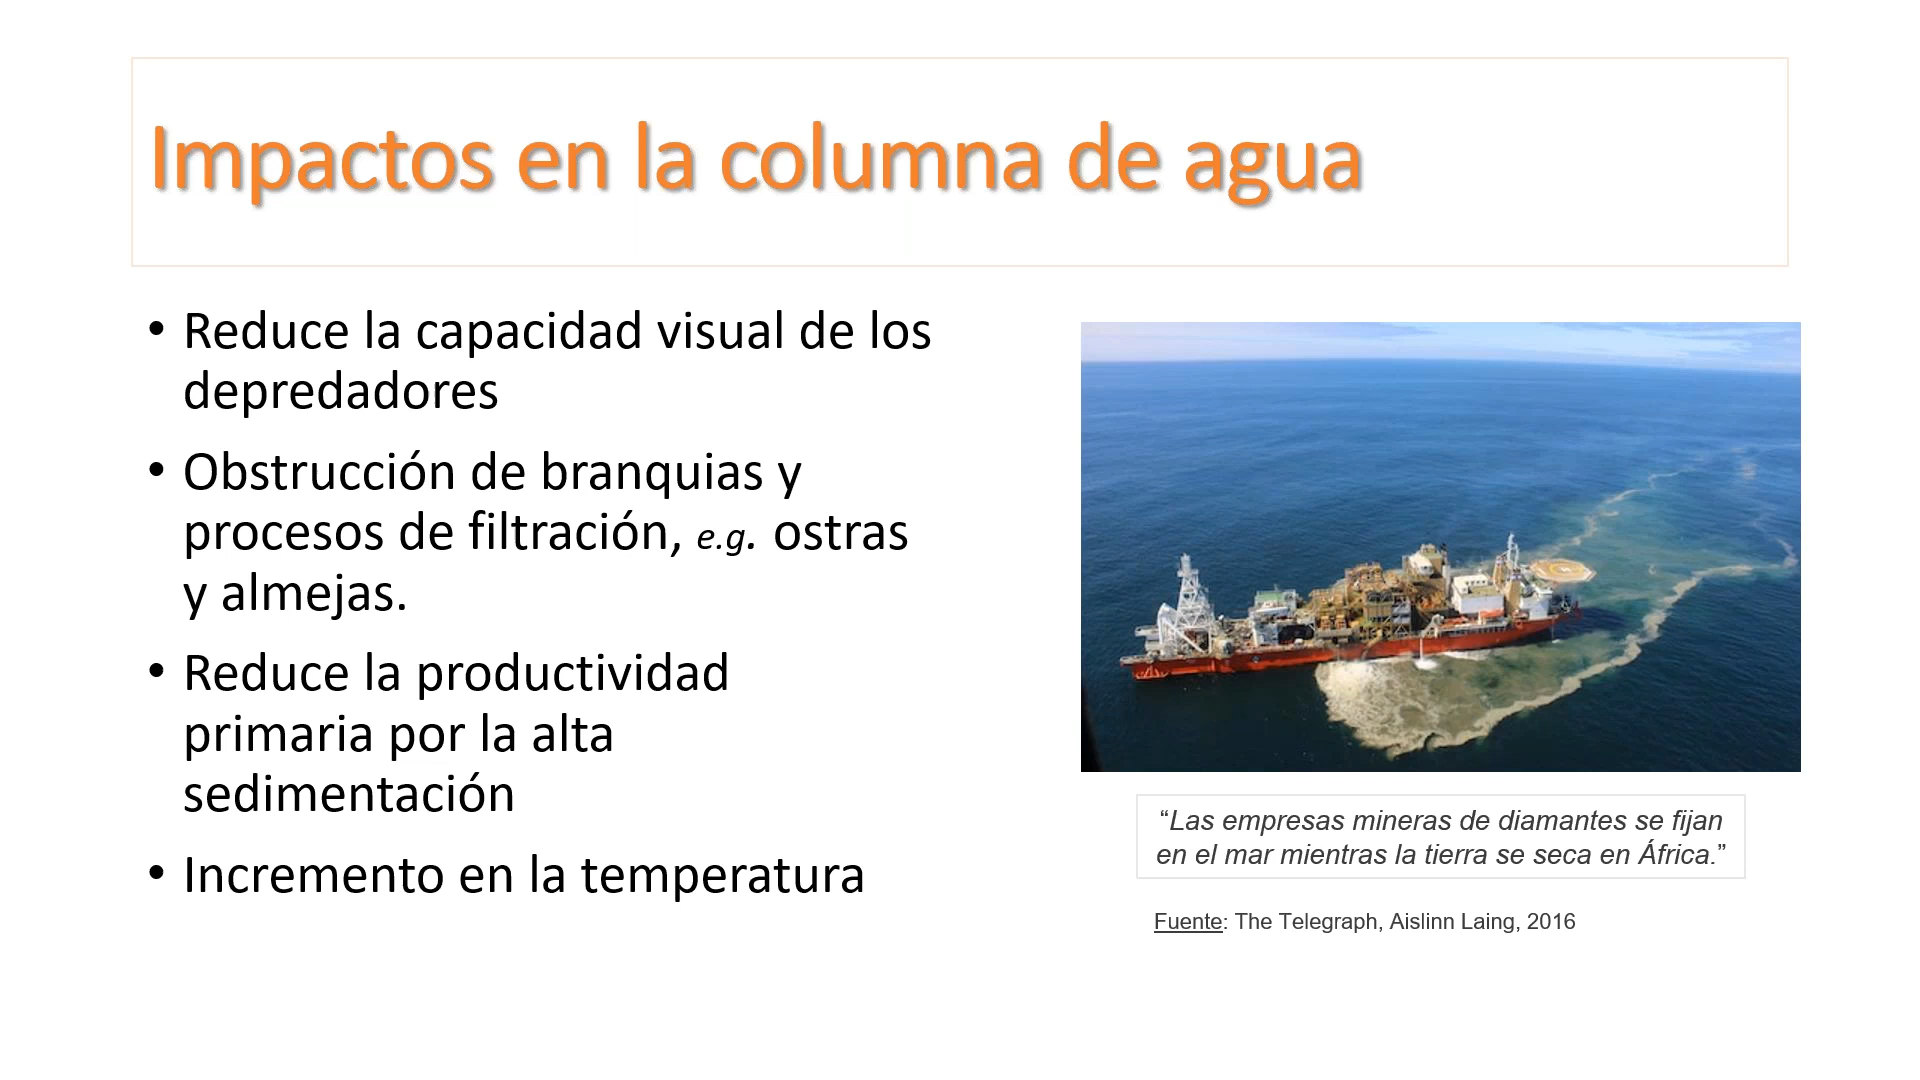 Impactos en la columna de agua
• Reduce la capacidad visual de los
depredadores
• Obstrucción de branquias y
procesos de filtración, e.g. ostras
y almejas.
• Reduce la productividad
primaria por la alta
sedimentación
• Incremento en la temperatura
“Las empresas mineras de diamantes se fijan
en el mar mientras la tierra se seca en África.”
Fuente: The Telegraph, Aislinn Laing, 2016